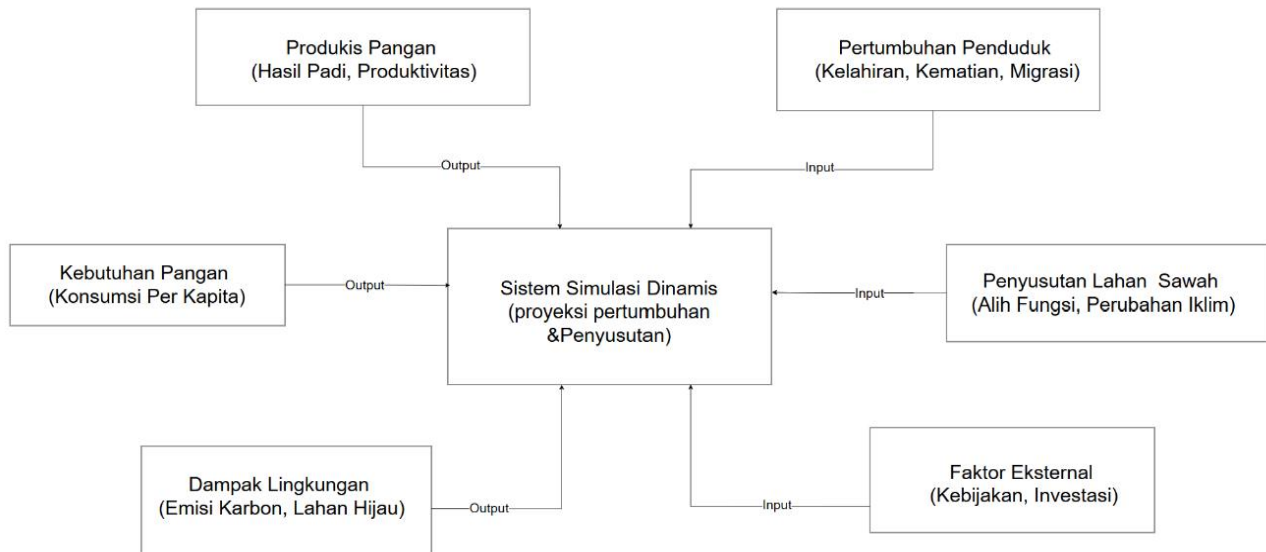 Produkis Pangan
(Hasil Padi, Produktivitas)
Pertumbuhan Penduduk
(Kelahiran, Kematian, Migrasi)
Output
Input
Kebutuhan Pangan
(Konsumsi Per Kapita)
Output
Sistem Simulasi Dinamis
(proyeksi pertumbuhan
&Penyusutan)
Input
Penyusutan Lahan Sawah
(Alih Fungsi, Perubahan Iklim)
Dampak Lingkungan
(Emisi Karbon, Lahan Hijau)
Output
Input
Faktor Eksternal
(Kebijakan, Investasi)